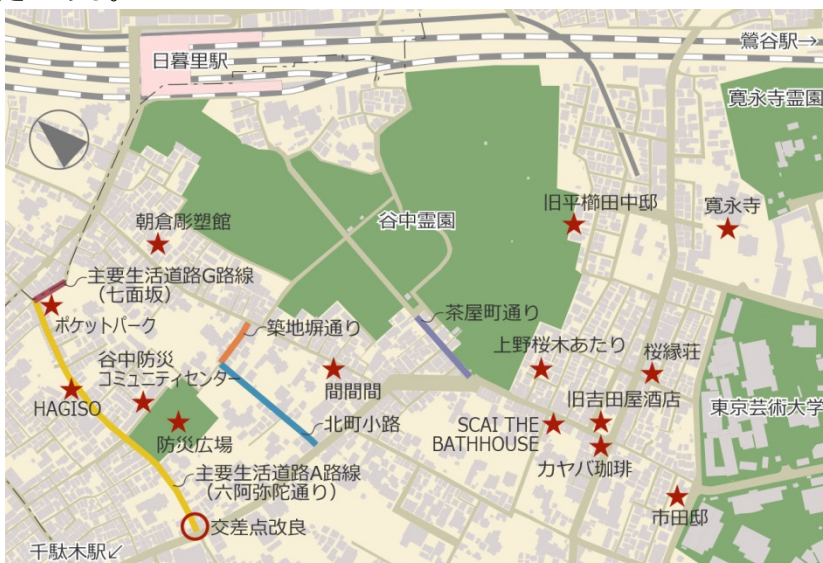 日暮里駅
鶯谷駅→
寛永寺霊園
朝倉彫塑館
谷中霊園
旧平櫛田中邸
寛永寺
主要生活道路G路線
（七面坂）
ポケットパーク
築地塀通り
茶屋町通り
谷中防災
コミュニティセンター
間間間
上野桜木あたり
桜縁荘
HAGISO
防災広場
北町小路
SCAI THE
BATHHOUSE
旧吉田屋酒店
東京芸術大学
カヤバ珈琲
主要生活道路A路線
（六阿弥陀通り）
市田邸
交差点改良
千駄木駅↙